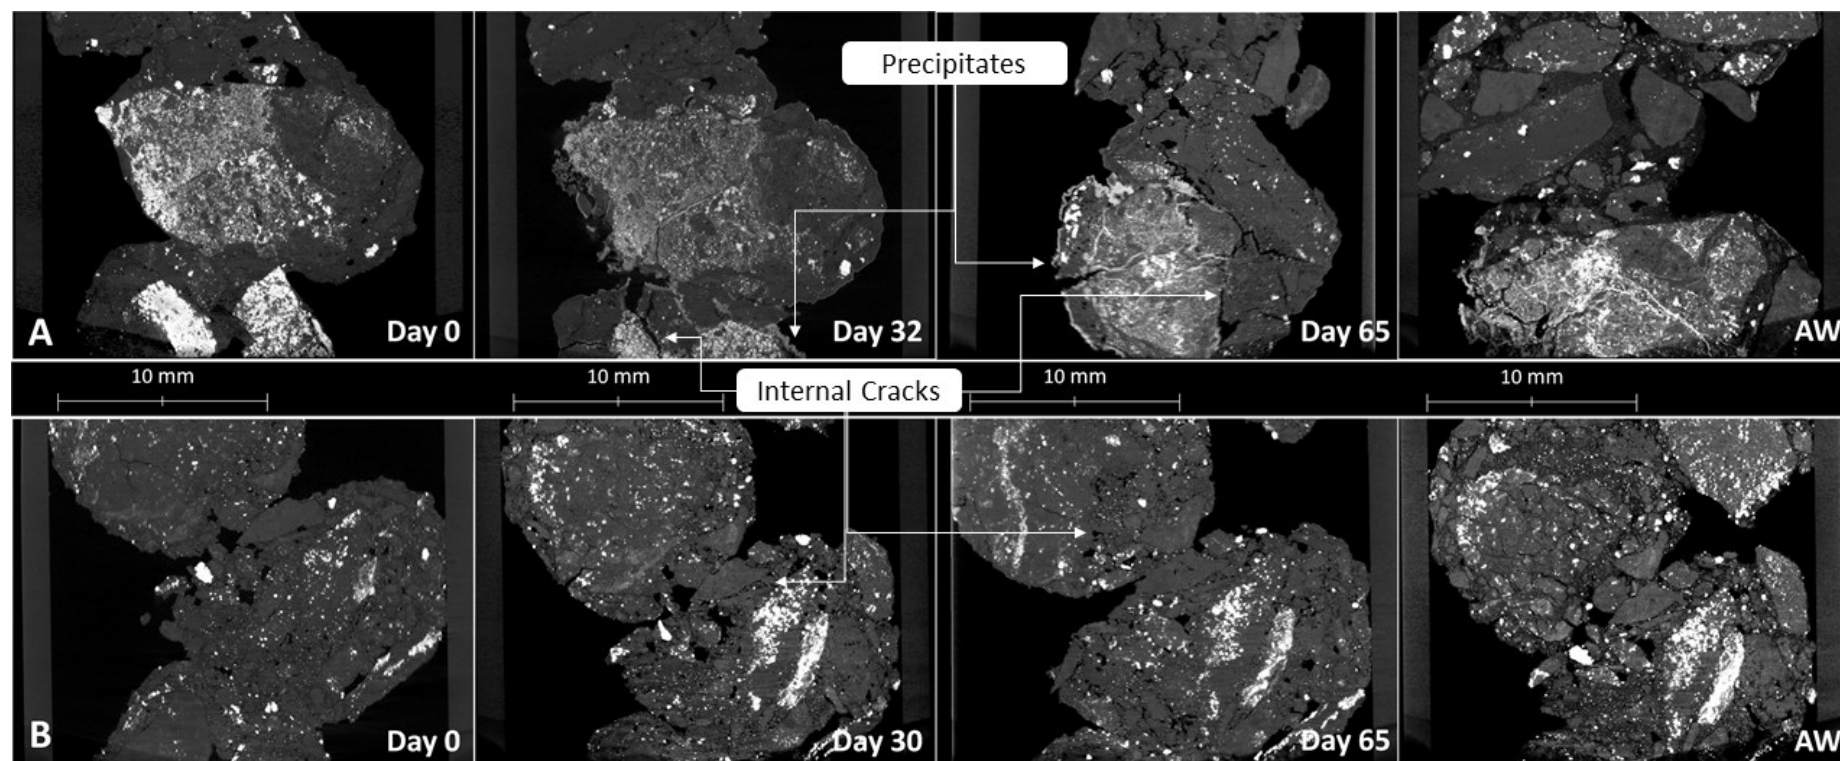 Precipitates
A
Day 0
Day 32
Day 65
AW
10 mm
10 mm
10 mm
10 mm
Internal Cracks
B
Day 0
Day 30
Day 65
AW